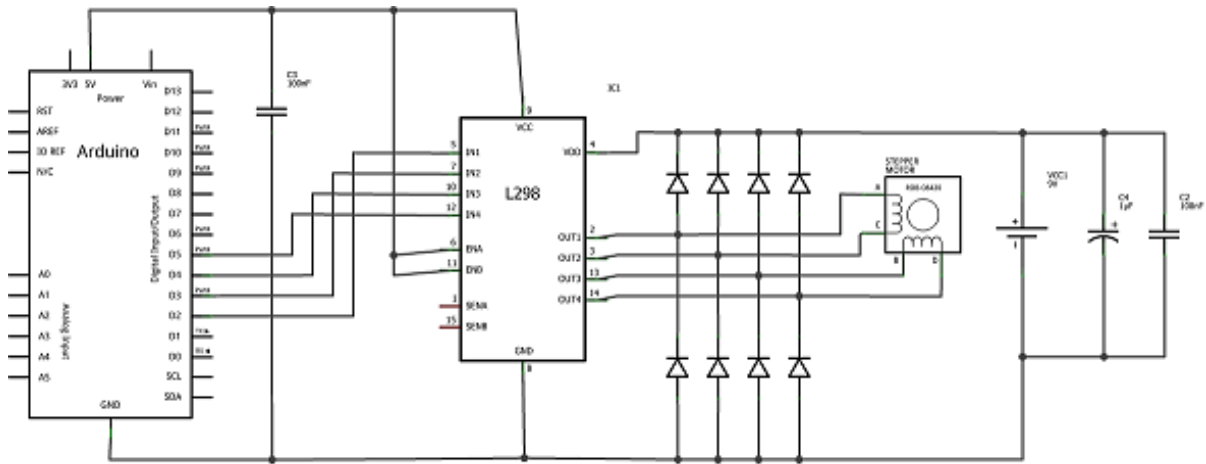 3V3 5V Vin
Power
RST
AREF
IO REF
N/C
Arduino
D13
D12
D11 PWM
D10 PWM
D9 PWM
D8
D7
D6 PWM
D5 PWM
D4
D3 PWM
D2
D1
D0
SCL
SDA
Digital Input/Output
A0
A1
A2
A3
A4
A5
Analog Input
GND
100nF
IC1
9
VCC
L298
5 IN1
7 IN2
10 IN3
12 IN4
6 ENA
11
1 SENA
15 SENB
GND
8
VDD 4
OUT1 2
OUT2 3
OUT3 13
OUT4 14
STEPPER
MOTOR
A
C
B D
VCC1
9V
1µF
C2
100nF